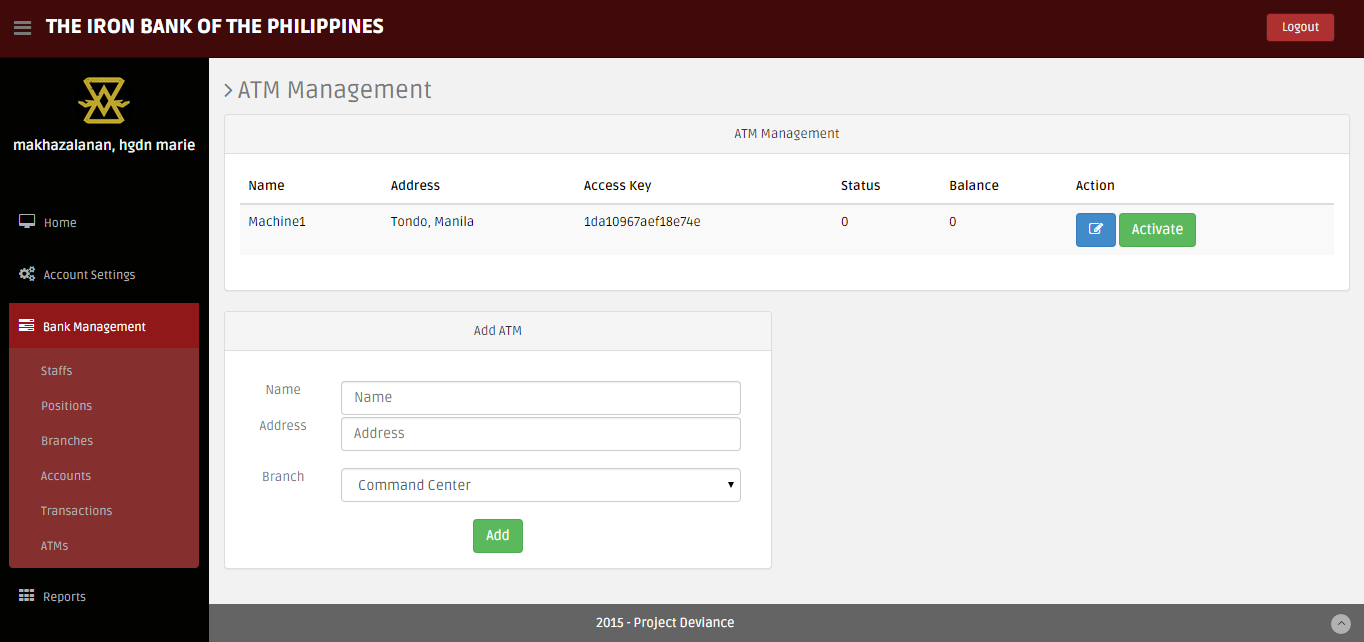 THE IRON BANK OF THE PHILIPPINES
Logout
makhazalanan, hgdn marie
Home
Account Settings
Bank Management
Staffs
Positions
Branches
Accounts
Transactions
ATMs
Reports
ATM Management
ATM Management
Name Address Access Key Status Balance Action
Machine1 Tondo, Manila 1da10967aef18e74e 0 0 Activate
Add ATM
Name Name
Address Address
Branch Command Center
Add
2015 - Project Deviance